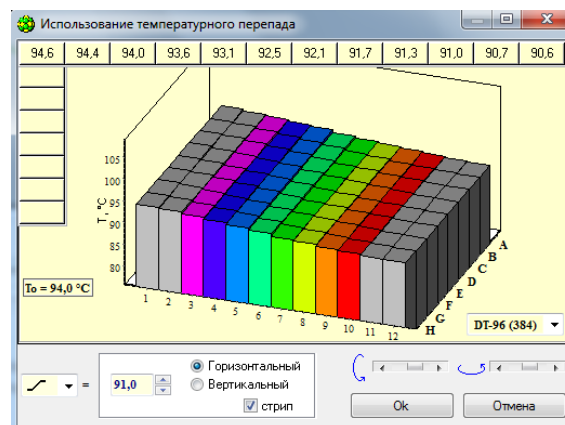 Использование температурного перепада
94,6 94,4 94,0 93,6 93,1 92,5 92,1 91,7 91,3 91,0 90,7 90,6
105
100
95
90
85
80
T, °C
To = 94,0 °C
1 2 3 4 5 6 7 8 9 10 11 12
A
B
C
D
E
F
G
H
DT-96 (384)
= 91,0
Горизонтальный
Вертикальный
стрип
Ok
Отмена